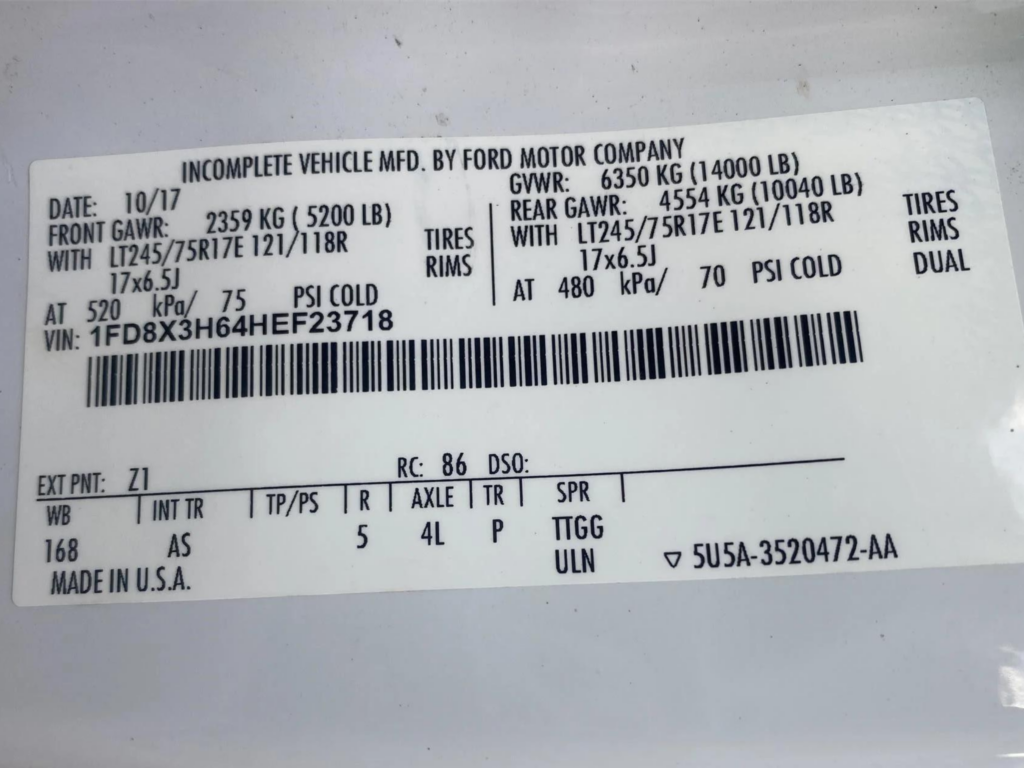 INCOMPLETE VEHICLE MFD. BY FORD MOTOR COMPANY
DATE: 10/17
FRONT GAWR: 2359 KG ( 5200 LB)
WITH LT245/75R17E 121/118R TIRES
17x6.5J RIMS
AT 520 kPa/ 75 PSI COLD
GVWR: 6350 KG (14000 LB)
REAR GAWR: 4554 KG (10040 LB)
WITH LT245/75R17E 121/118R TIRES
17x6.5J RIMS
AT 480 kPa/ 70 PSI COLD DUAL
VIN: 1FD8X3H64HEF23718
EXT PNT: Z1 RC: 86 DSO:
WB INT TR TP/PS R AXLE TR SPR
168 AS 5 4L P TTGG
ULN
MADE IN U.S.A. ▽ 5U5A-3520472-AA